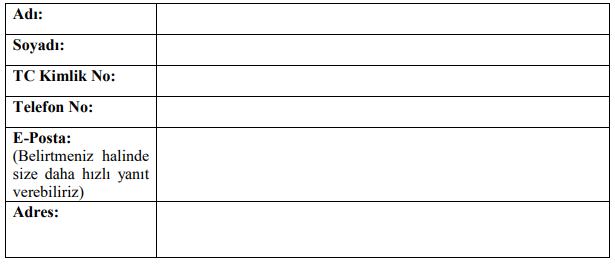 Adı:
Soyadı:
TC Kimlik No:
Telefon No:
E-Posta:
(Belirtmeniz halinde
size daha hızlı yanıt
verebiliriz)
Adres: